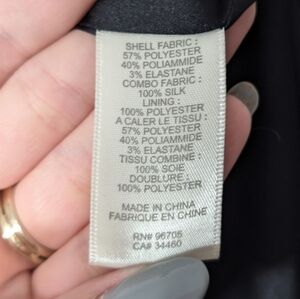 SHELL FABRIC :
57% POLYESTER
40% POLIAMMIDE
3% ELASTANE
COMBO FABRIC :
100% SILK
LINING :
100% POLYESTER
A CALER LE TISSU :
57% POLYESTER
40% POLIAMMIDE
3% ELASTANE
TISSU COMBINE :
100% SOIE
DOUBLURE :
100% POLYESTER
MADE IN CHINA
FABRIQUE EN CHINE
RN# 96705
CA# 34460